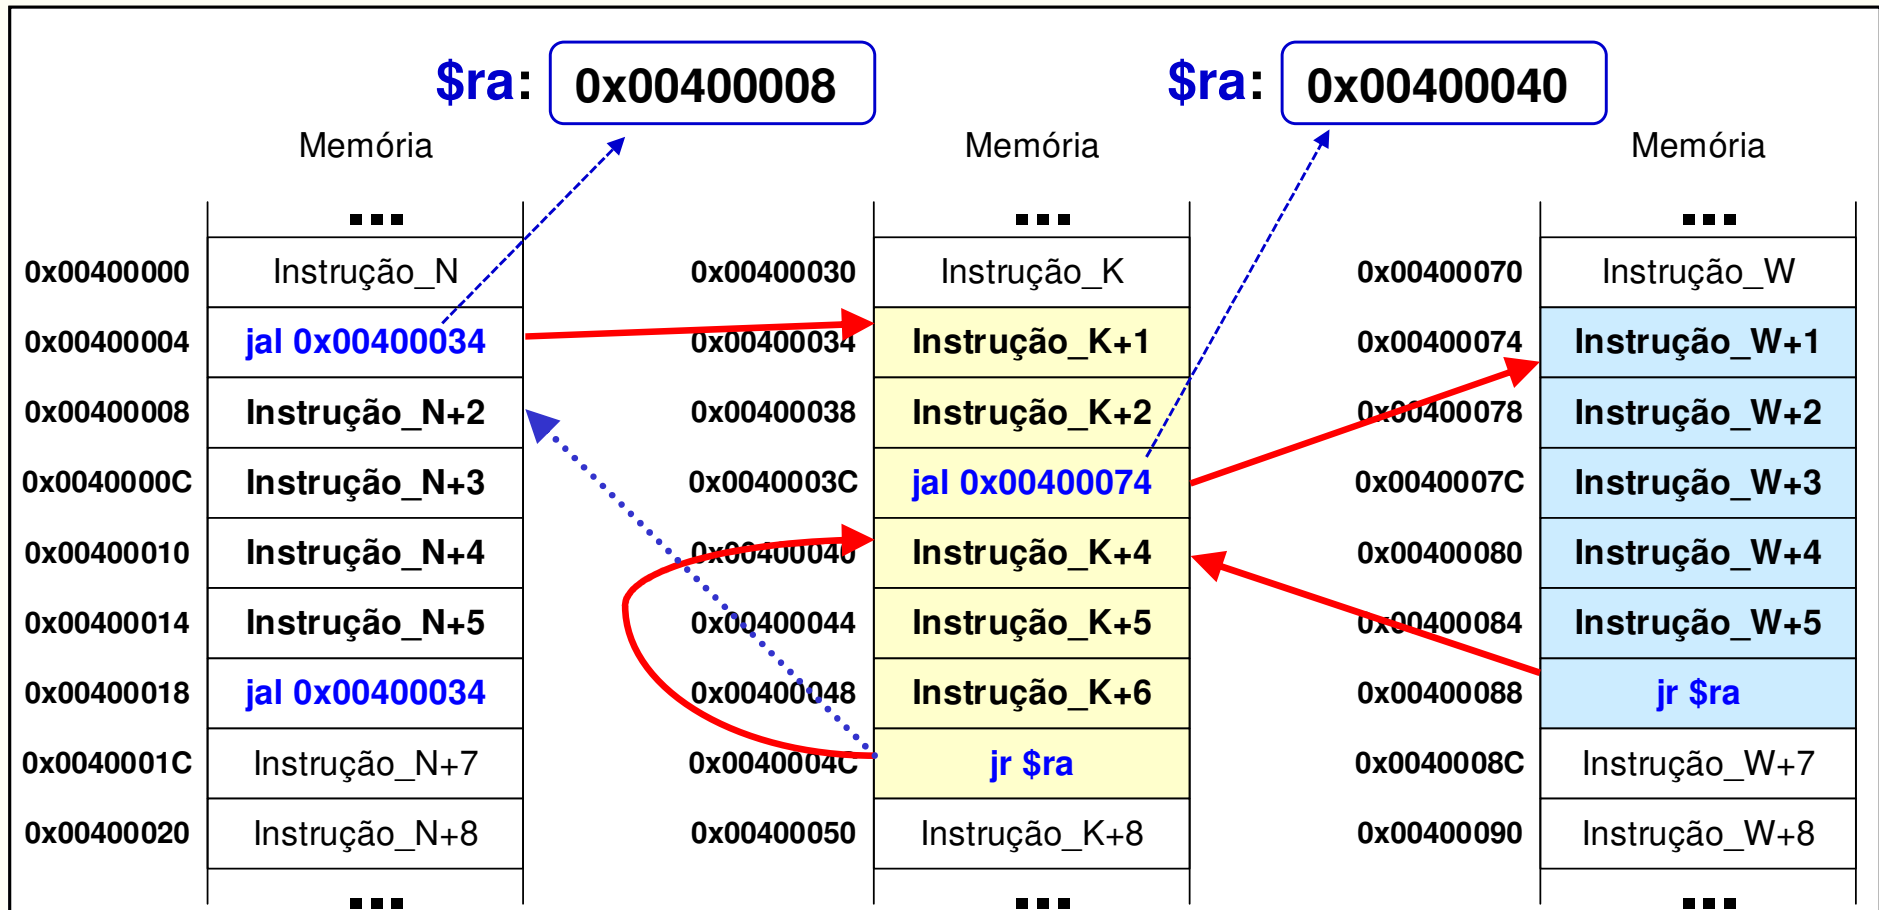 $ra: 0x00400008 $ra: 0x00400040
Memória Memória Memória
... ... ...
0x00400000 Instrução_N 0x00400030 Instrução_K 0x00400070 Instrução_W
0x00400004 jal 0x00400034 0x00400034 Instrução_K+1 0x00400074 Instrução_W+1
0x00400008 Instrução_N+2 0x00400038 Instrução_K+2 0x00400078 Instrução_W+2
0x0040000C Instrução_N+3 0x0040003C jal 0x00400074 0x0040007C Instrução_W+3
0x00400010 Instrução_N+4 0x00400040 Instrução_K+4 0x00400080 Instrução_W+4
0x00400014 Instrução_N+5 0x00400044 Instrução_K+5 0x00400084 Instrução_W+5
0x00400018 jal 0x00400034 0x00400048 Instrução_K+6 0x00400088 jr $ra
0x0040001C Instrução_N+7 0x0040004C jr $ra 0x0040008C Instrução_W+7
0x00400020 Instrução_N+8 0x00400050 Instrução_K+8 0x00400090 Instrução_W+8
... ... ...